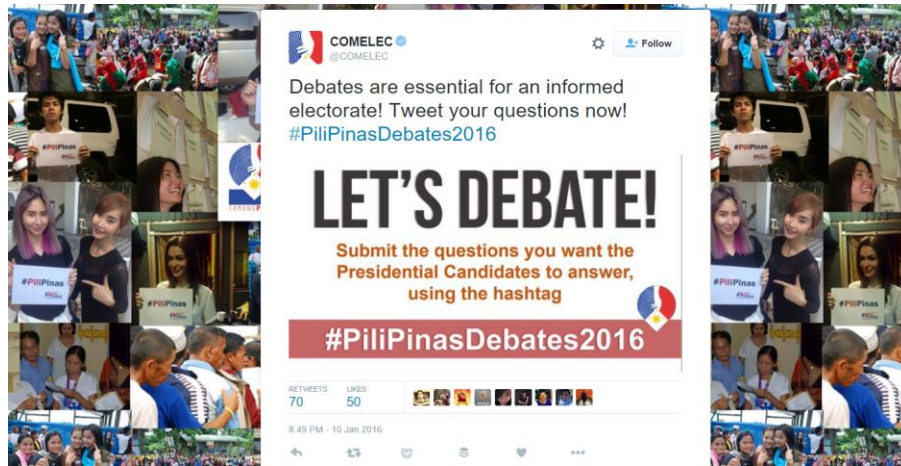 COMELEC
@COMELEC
Follow
Debates are essential for an informed
electorate! Tweet your questions now!
#PiliPinasDebates2016
LET'S DEBATE!
Submit the questions you want the
Presidential Candidates to answer,
using the hashtag
#PiliPinasDebates2016
RETWEETS
70
LIKES
50
8:49 PM - 10 Jan 2016
#PiliPinas
#PiliPinas
#PiliPinas
#PiliPinas
#PiliPinas
#PiliPinas